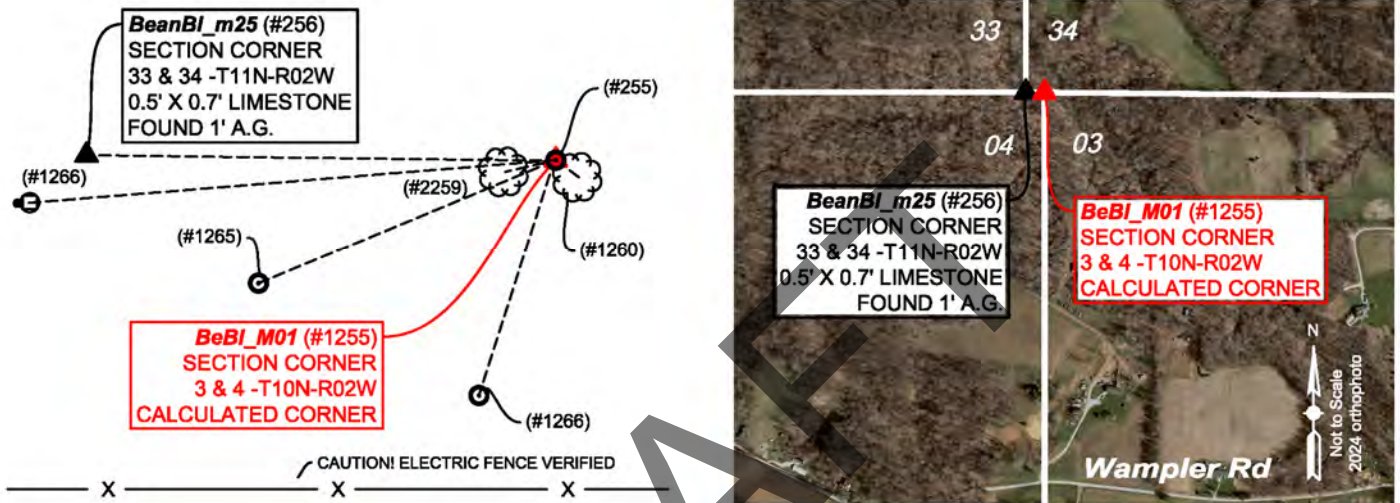 BeanBl_m25 (#256)
SECTION CORNER
33 & 34 -T11N-R02W
0.5' X 0.7' LIMESTONE
FOUND 1' A.G.
(#255)
(#1266)
(#2259)
(#1265)
(#1260)
BeBl_M01 (#1255)
SECTION CORNER
3 & 4 -T10N-R02W
CALCULATED CORNER
(#1266)
CAUTION! ELECTRIC FENCE VERIFIED
X X X
33 34
04 03
BeanBl_m25 (#256)
SECTION CORNER
33 & 34 -T11N-R02W
0.5' X 0.7' LIMESTONE
FOUND 1' A.G.
BeBl_M01 (#1255)
SECTION CORNER
3 & 4 -T10N-R02W
CALCULATED CORNER
N
Not to Scale
2024 orthophoto
Wampler Rd
AFT